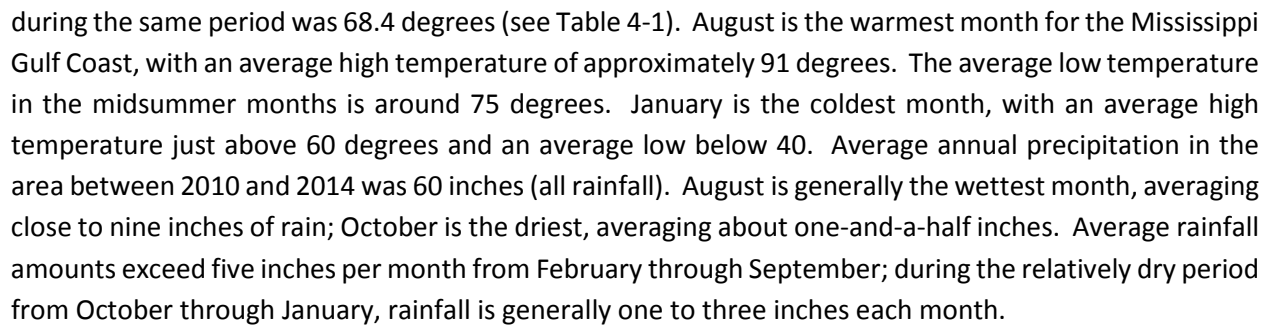 during the same period was 68.4 degrees (see Table 4-1). August is the warmest month for the Mississippi
Gulf Coast, with an average high temperature of approximately 91 degrees. The average low temperature
in the midsummer months is around 75 degrees. January is the coldest month, with an average high
temperature just above 60 degrees and an average low below 40. Average annual precipitation in the
area between 2010 and 2014 was 60 inches (all rainfall). August is generally the wettest month, averaging
close to nine inches of rain; October is the driest, averaging about one-and-a-half inches. Average rainfall
amounts exceed five inches per month from February through September; during the relatively dry period
from October through January, rainfall is generally one to three inches each month.